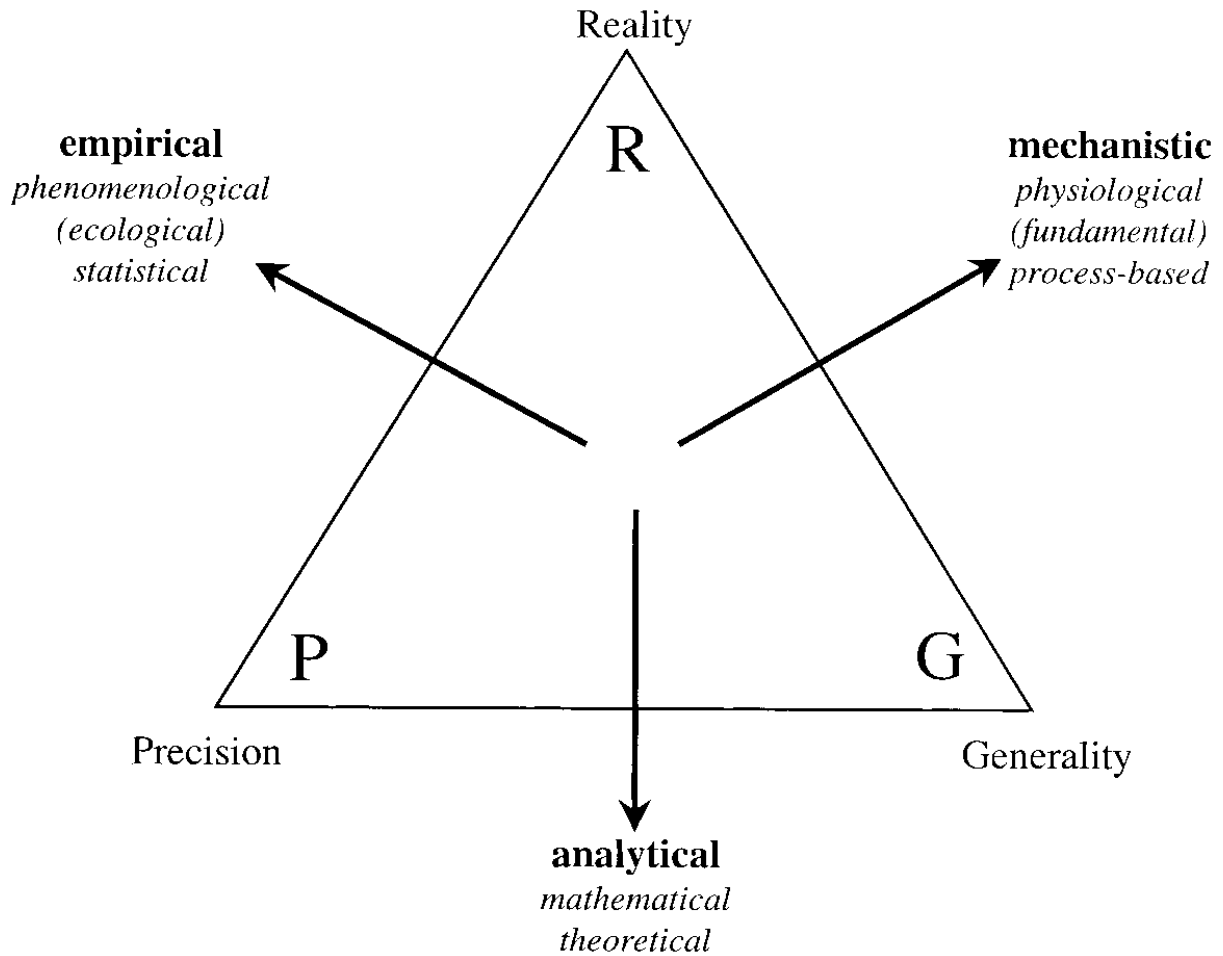 Reality
R
empirical
phenomenological
(ecological)
statistical
mechanistic
physiological
(fundamental)
process-based
P
G
Precision
Generality
analytical
mathematical
theoretical